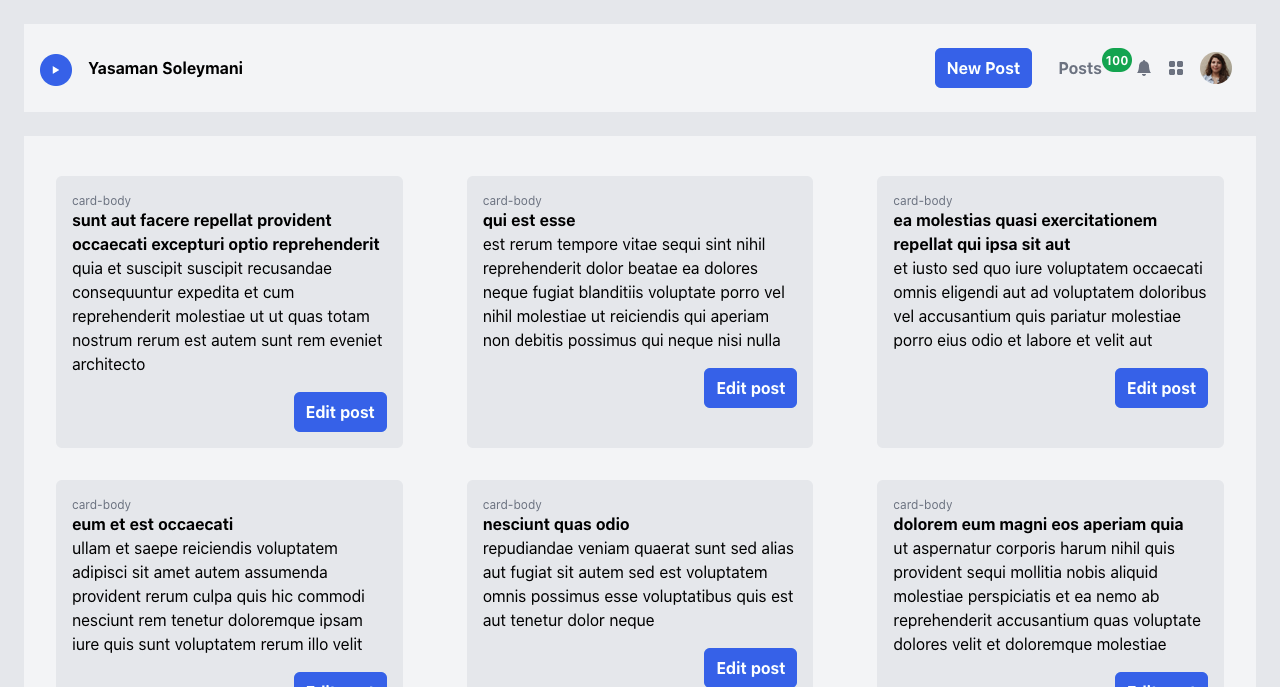 Yasaman Soleymani
New Post
Posts
100
card-body
sunt aut facere repellat provident
occaecati excepturi optio reprehenderit
quia et suscipit suscipit recusandae
consequuntur expedita et cum
reprehenderit molestiae ut ut quas totam
nostrum rerum est autem sunt rem eveniet
architecto
Edit post
card-body
qui est esse
est rerum tempore vitae sequi sint nihil
reprehenderit dolor beatae ea dolores
neque fugiat blanditiis voluptate porro vel
nihil molestiae ut reiciendis qui aperiam
non debitis possimus qui neque nisi nulla
Edit post
card-body
ea molestias quasi exercitationem
repellat qui ipsa sit aut
et iusto sed quo iure voluptatem occaecati
omnis eligendi aut ad voluptatem doloribus
vel accusantium quis pariatur molestiae
porro eius odio et labore et velit aut
Edit post
card-body
eum et est occaecati
ullam et saepe reiciendis voluptatem
adipisci sit amet autem assumenda
provident rerum culpa quis hic commodi
nesciunt rem tenetur doloremque ipsam
iure quis sunt voluptatem rerum illo velit
Edit post
card-body
nesciunt quas odio
repudiandae veniam quaerat sunt sed alias
aut fugiat sit autem sed est voluptatem
omnis possimus esse voluptatibus quis est
aut tenetur dolor neque
Edit post
card-body
dolorem eum magni eos aperiam quia
ut aspernatur corporis harum nihil quis
provident sequi mollitia nobis aliquid
molestiae perspiciatis et ea nemo ab
reprehenderit accusantium quas voluptate
dolores velit et doloremque molestiae
Edit post